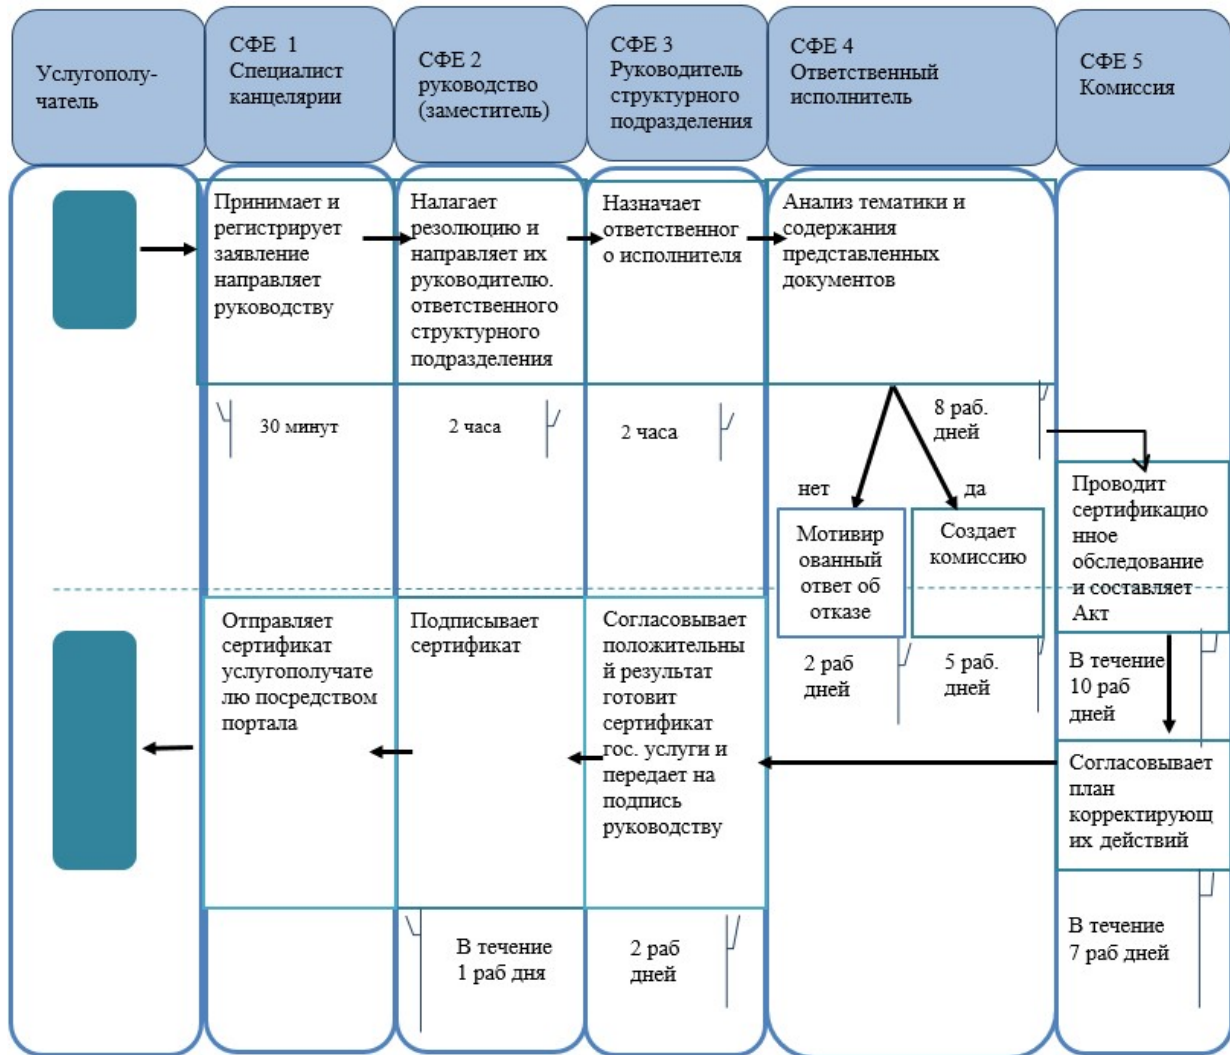 Услугополу-
чатель
СФЕ 1
Специалист
канцелярии
СФЕ 2
руководство
(заместитель)
СФЕ 3
Руководитель
структурного
подразделения
СФЕ 4
Ответственный
исполнитель
СФЕ 5
Комиссия
Принимает и
регистрирует
заявление
направляет
руководству
Налагает
резолюцию и
направляет их
руководителю.
ответственного
структурного
подразделения
Назначает
ответственног
о исполнителя
Анализ тематики и
содержания
представленных
документов
30 минут
2 часа
2 часа
8 раб.
дней
нет
да
Мотивир
ованный
ответ об
отказе
Создает
комиссию
Проводит
сертификацио
нное
обследование
и составляет
Акт
2 раб
дней
5 раб.
дней
В течение
10 раб
дней
Отправляет
сертификат
услугополучате
лю посредством
портала
Подписывает
сертификат
Согласовывает
положительны
й результат
готовит
сертификат
гос. услуги и
передает на
подпись
руководству
Согласовывает
план
корректирующ
их действий
В течение
1 раб дня
2 раб
дней
В течение
7 раб дней